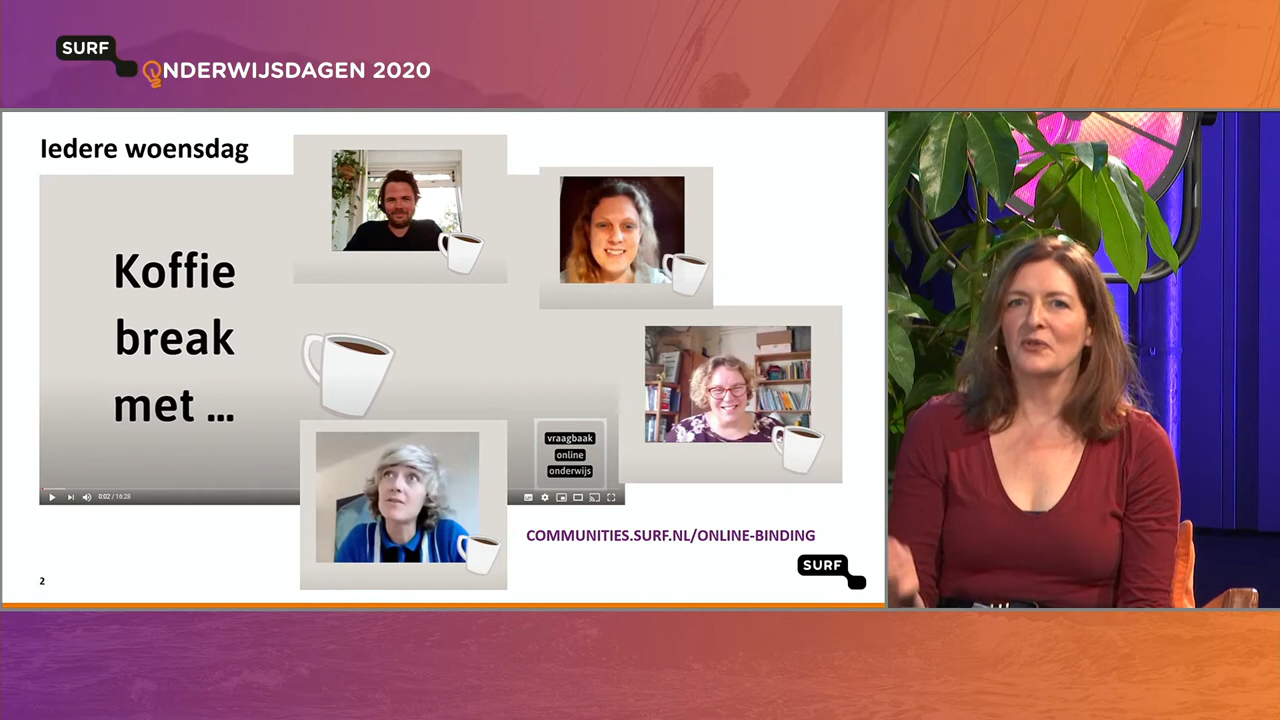 SURF
ONDERWIJSDAGEN 2020
Iedere woensdag
Koffie
break
met ...
vraagbaak
online
onderwijs
0:02 / 16:28
COMMUNITIES.SURF.NL/ONLINE-BINDING
SURF
2